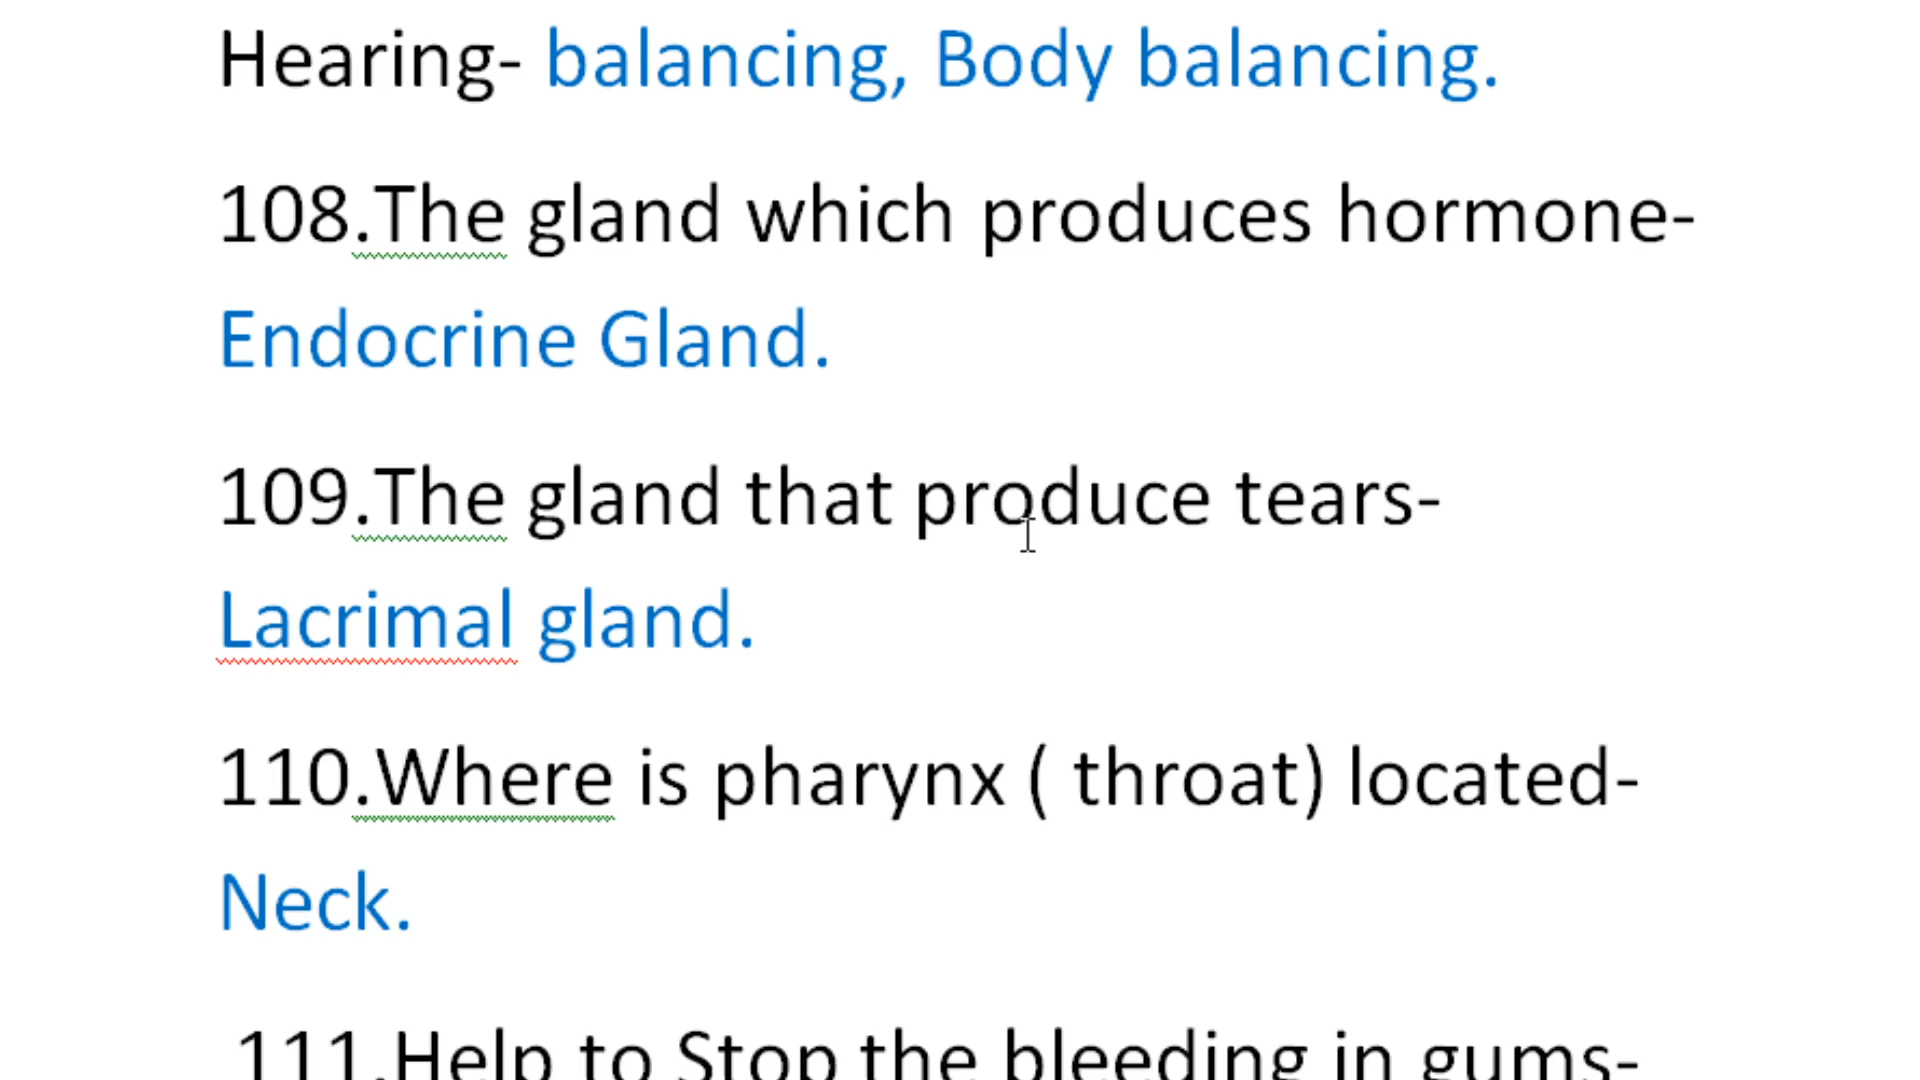 Hearing- balancing, Body balancing.
108.The gland which produces hormone-
Endocrine Gland.
109.The gland that produce tears-
Lacrimal gland.
110.Where is pharynx ( throat) located-
Neck.
111.Help to Stop the bleeding in gums-